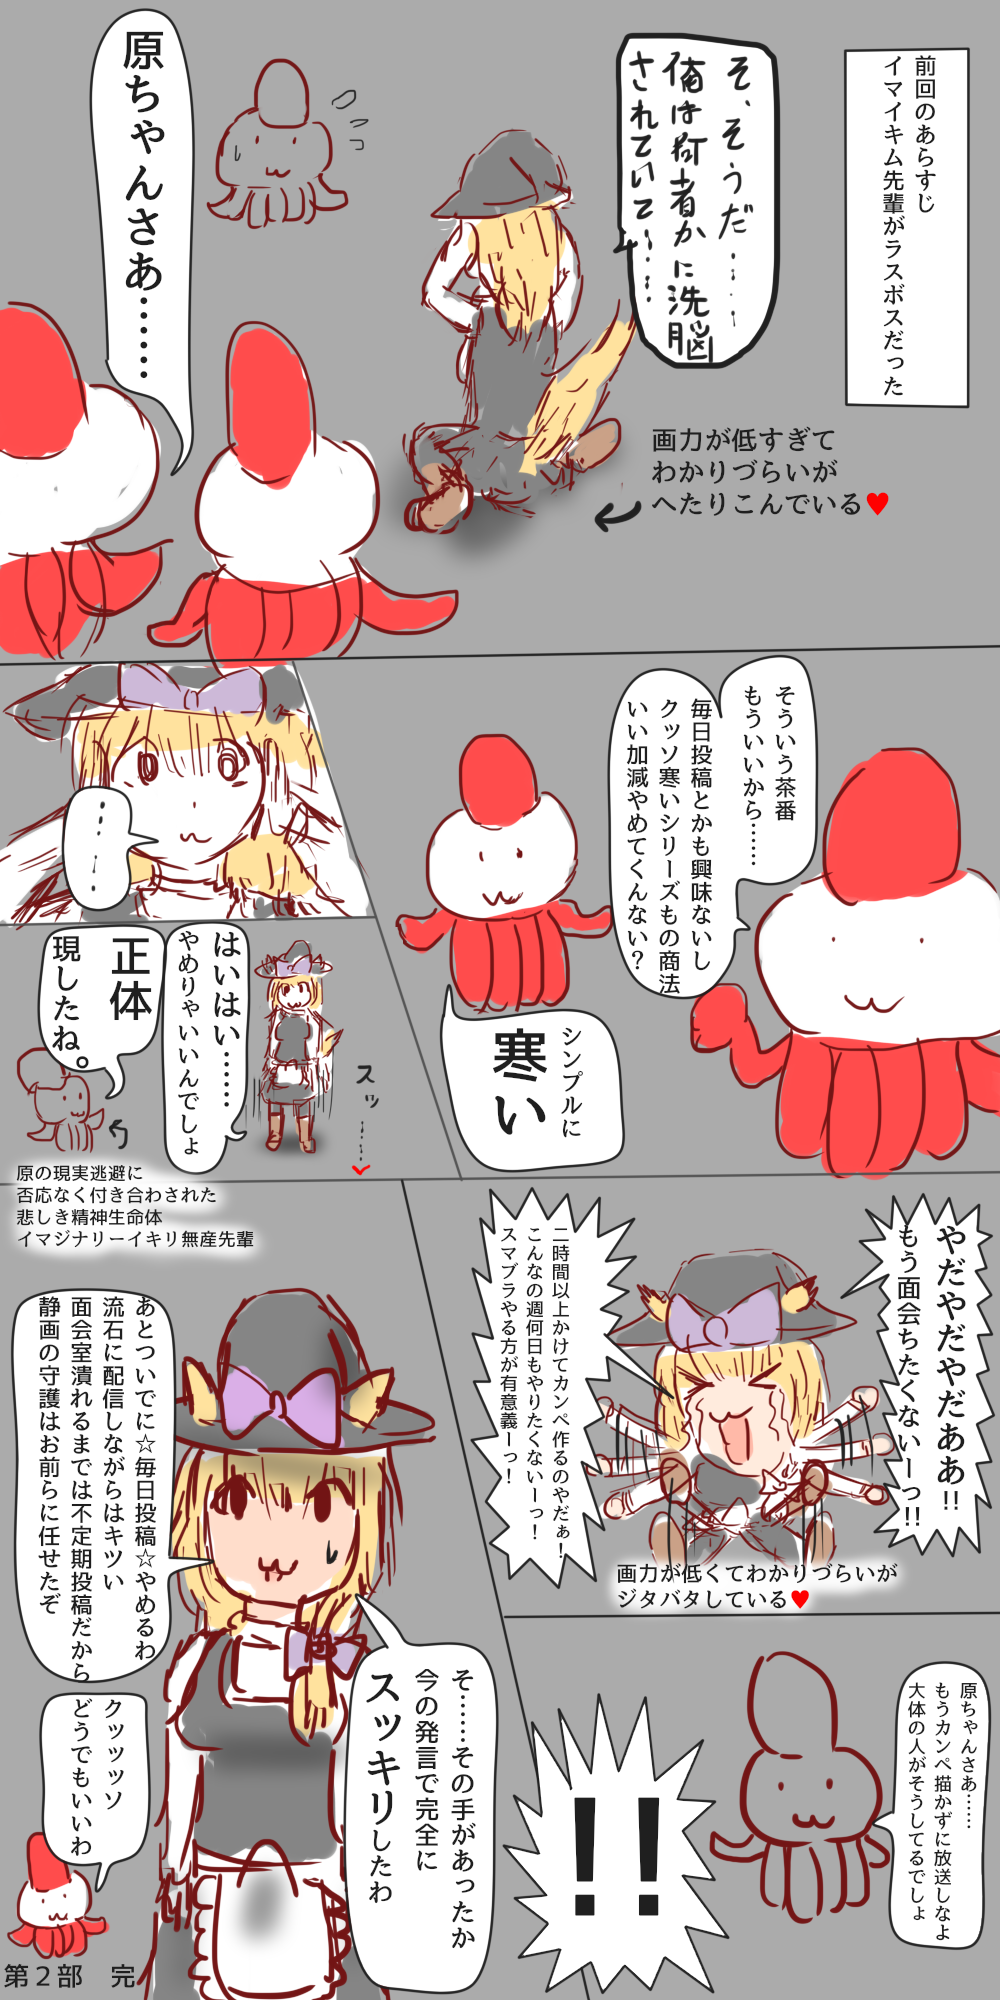 前回のあらすじ
イマイキム先輩がラスボスだった
そ、そうだ……
俺は何者かに洗脳
されていて……
原ちゃんさあ……
画力が低すぎて
わかりづらいが
へたりこんでいる♥
そういう茶番
もういいから……
毎日投稿とかも興味ないし
クッソ寒いシリーズもの商法
いい加減やめてくんない？
シンプルに
寒い
……
はいはい……
やめりゃいいんでしょ
スッ……
正体
現したね。
原の現実逃避に
否応なく付き合わされた
悲しき精神生命体
イマジナリーイキリ無産先輩
やだやだやだやだああ!!
もう面会ちたくないーっ!!
二時間以上かけてカンペ作るのやだぁ！
こんなの週何日もやりたくないーっ！
スマブラやる方が有意義ーっ！
画力が低くてわかりづらいが
ジタバタしている♥
原ちゃんさあ……
もうカンペ描かずに放送しなよ
大体の人がそうしてるでしょ
!!
そ……その手があったか
今の発言で完全に
スッキリしたわ
あとついでに☆毎日投稿☆やめるわ
流石に配信しながらはキツい
面会室潰れるまでは不定期投稿だから
静画の守護はお前らに任せたぞ
クッッッソ
どうでもいいわ
第２部　完